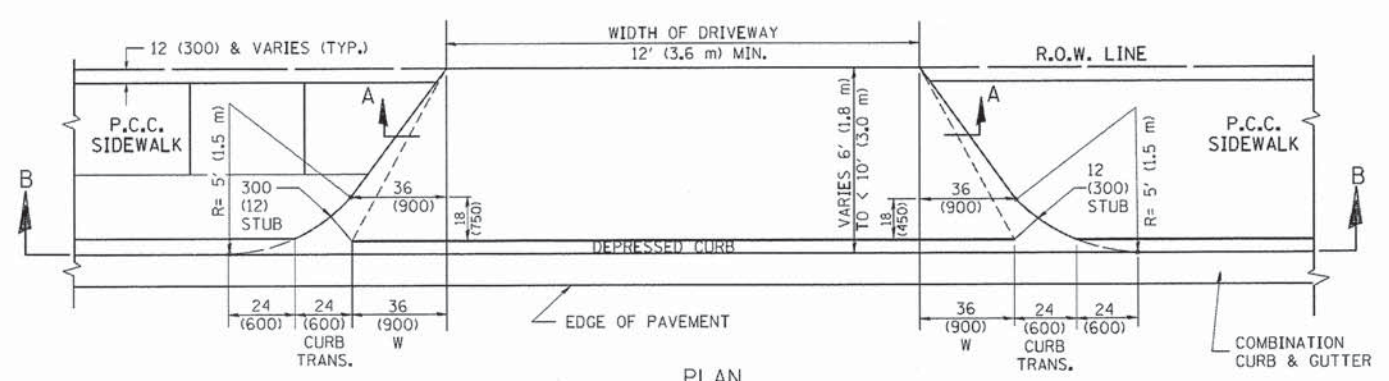 WIDTH OF DRIVEWAY
12' (3.6 m) MIN.
12 (300) & VARIES (TYP.)
R.O.W. LINE
A
A
P.C.C.
SIDEWALK
P.C.C.
SIDEWALK
R= 5' (1.5 m)
VARIES 6' (1.8 m)
TO < 10' (3.0 m)
R= 5' (1.5 m)
B
B
300
(12)
STUB
36
(900)
18
(750)
36
(900)
18
(450)
12
(300)
STUB
DEPRESSED CURB
24
(600)
24
(600)
CURB
TRANS.
36
(900)
W
EDGE OF PAVEMENT
36
(900)
W
24
(600)
CURB
TRANS.
24
(600)
COMBINATION
CURB & GUTTER
PLAN